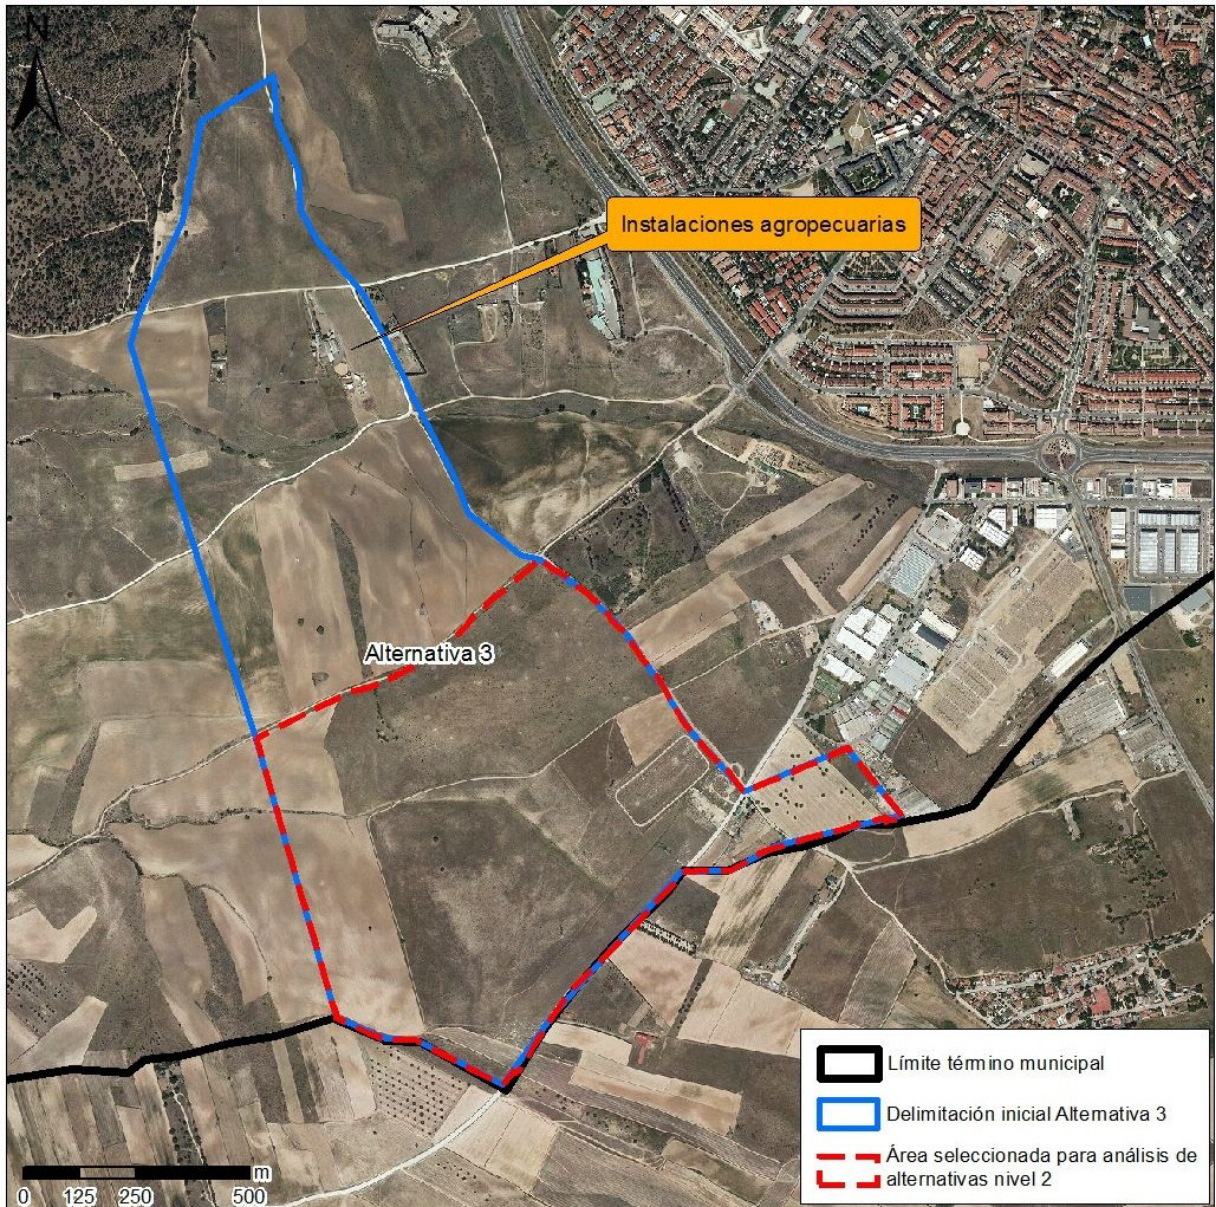 N
Instalaciones agropecuarias
Alternativa 3
Límite término municipal
Delimitación inicial Alternativa 3
Área seleccionada para análisis de
alternativas nivel 2
m
0 125 250 500